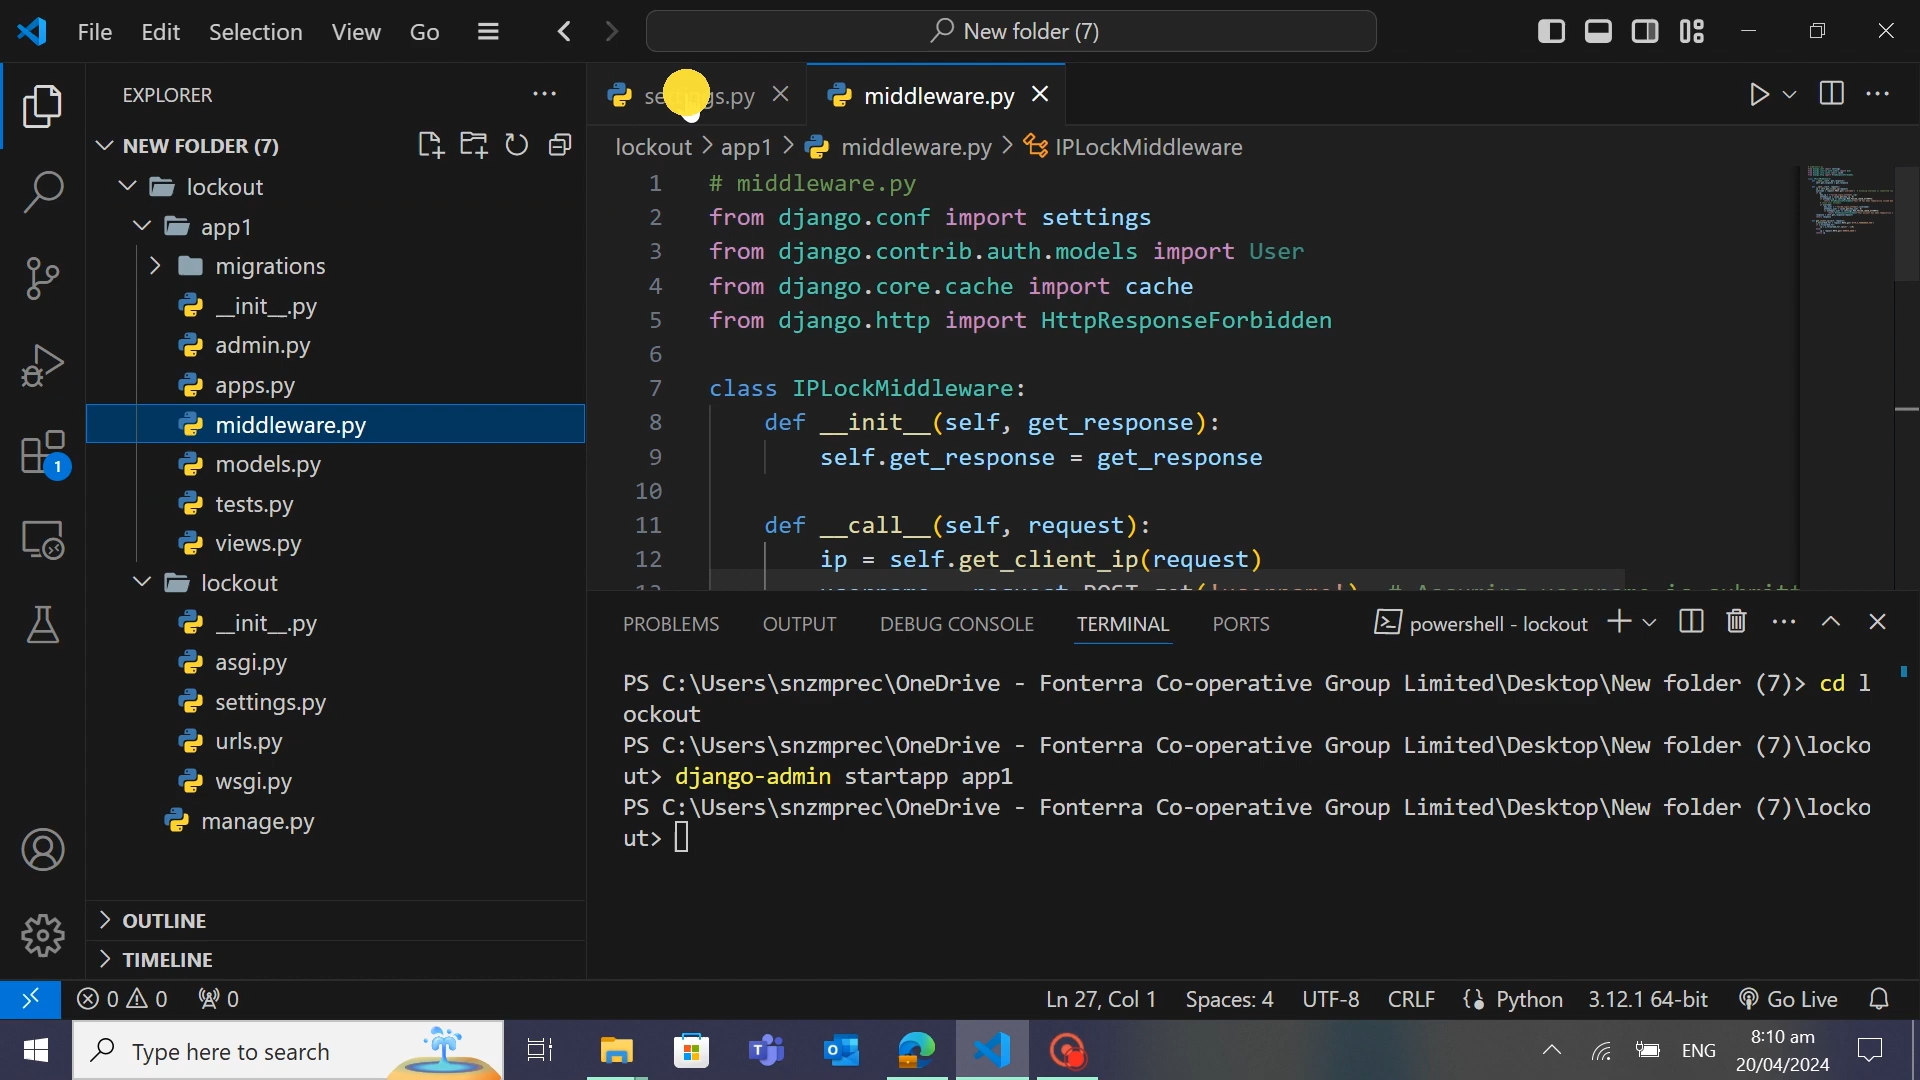 File Edit Selection View Go
New folder (7)
EXPLORER
NEW FOLDER (7)
lockout
app1
migrations
__init__.py
admin.py
apps.py
middleware.py
models.py
tests.py
views.py
lockout
__init__.py
asgi.py
settings.py
urls.py
wsgi.py
manage.py
OUTLINE
TIMELINE
1
middleware.py
lockout > app1 > middleware.py > IPLockMiddleware
1 # middleware.py
2 from django.conf import settings
3 from django.contrib.auth.models import User
4 from django.core.cache import cache
5 from django.http import HttpResponseForbidden
6
7 class IPLockMiddleware:
8 def __init__(self, get_response):
9 self.get_response = get_response
10
11 def __call__(self, request):
12 ip = self.get_client_ip(request)
PROBLEMS OUTPUT DEBUG CONSOLE TERMINAL PORTS
powershell - lockout
PS C:\Users\snzmprec\OneDrive - Fonterra Co-operative Group Limited\Desktop\New folder (7)> cd l
ockout
PS C:\Users\snzmprec\OneDrive - Fonterra Co-operative Group Limited\Desktop\New folder (7)\locko
ut> django-admin startapp app1
PS C:\Users\snzmprec\OneDrive - Fonterra Co-operative Group Limited\Desktop\New folder (7)\locko
ut>
0 0 0
Ln 27, Col 1 Spaces: 4 UTF-8 CRLF Python 3.12.1 64-bit Go Live
Type here to search
ENG
8:10 am
20/04/2024